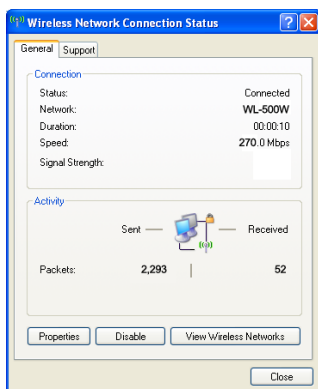 Wireless Network Connection Status
General Support
Connection
Status: Connected
Network: WL-500W
Duration: 00:00:10
Speed: 270.0 Mbps
Signal Strength:
Activity
Sent Received
Packets: 2,293 52
Properties Disable View Wireless Networks
Close